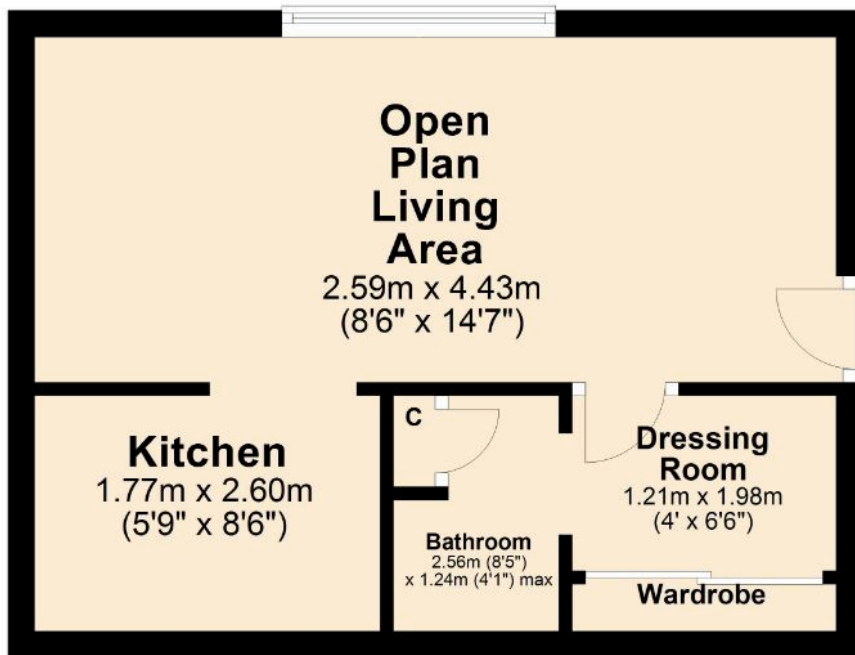 Open
Plan
Living
Area
2.59m x 4.43m
(8'6" x 14'7")
Kitchen
1.77m x 2.60m
(5'9" x 8'6")
C
Bathroom
2.56m (8'5")
x 1.24m (4'1") max
Dressing
Room
1.21m x 1.98m
(4' x 6'6")
Wardrobe